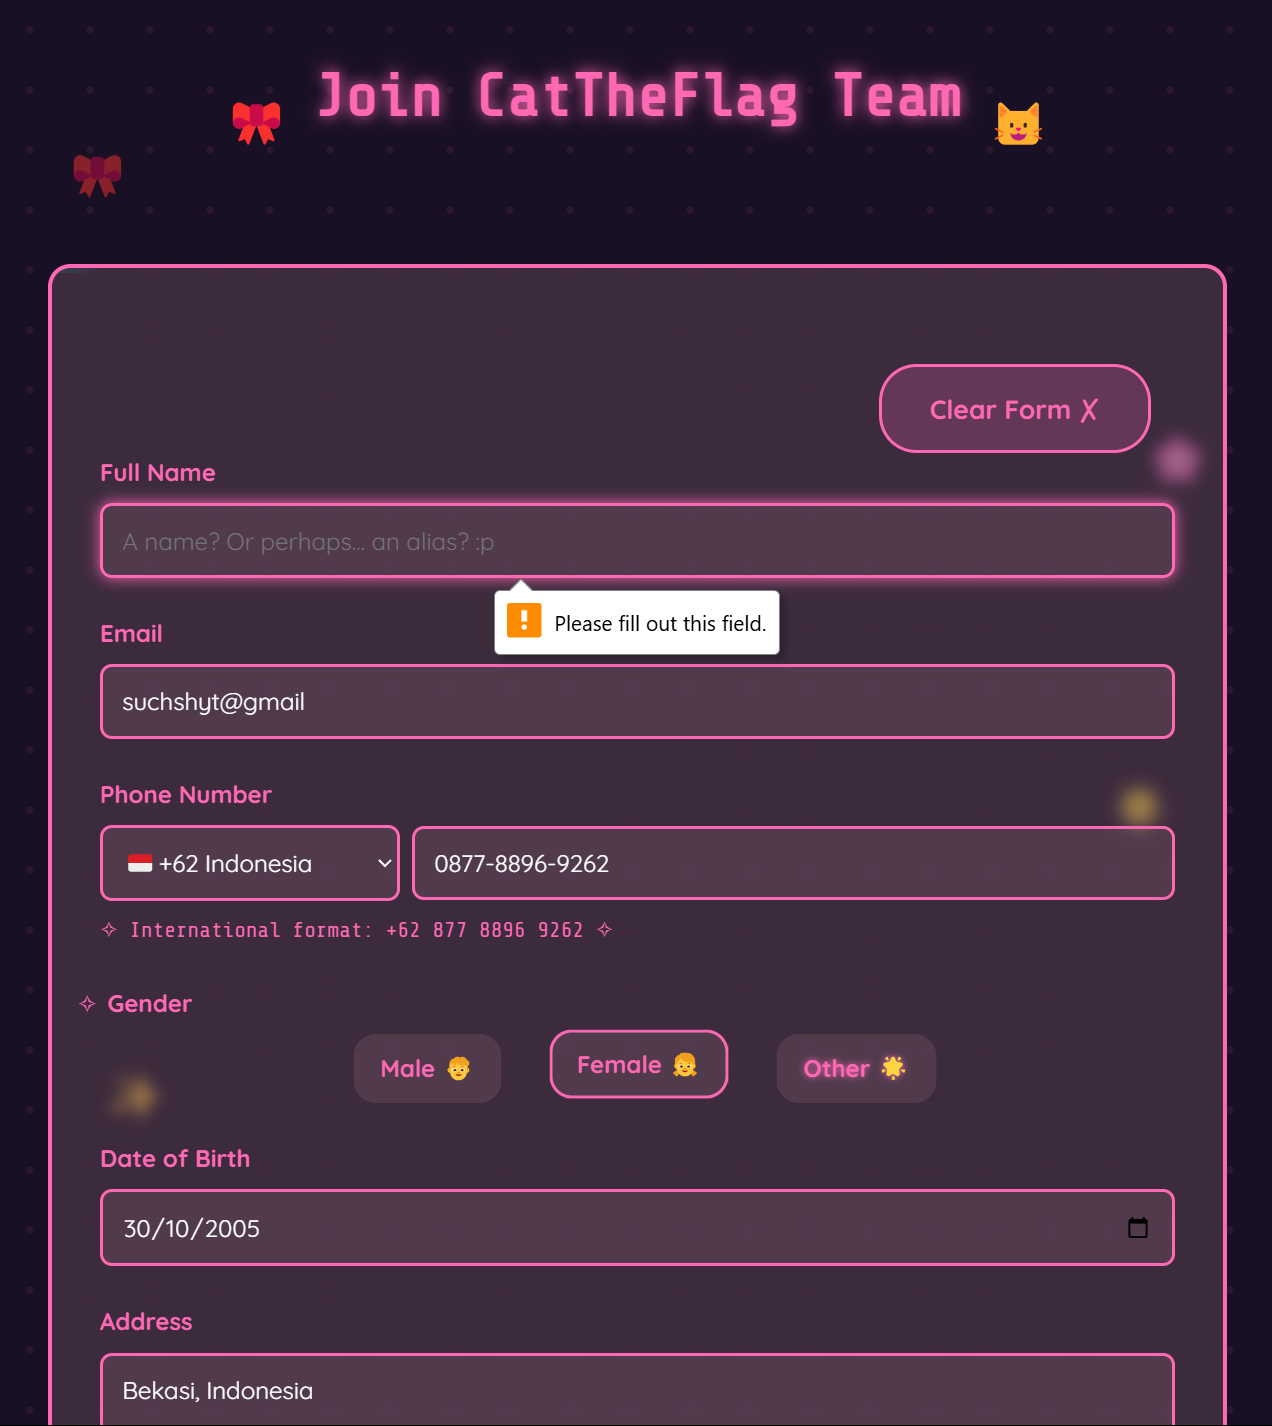 Join CatTheFlag Team
Clear Form ✗
Full Name
A name? Or perhaps... an alias? :p
Please fill out this field.
Email
suchshyt@gmail
Phone Number
+62 Indonesia
0877-8896-9262
✧ International format: +62 877 8896 9262 ✧
✧ Gender
Male
Female
Other
Date of Birth
30/10/2005
Address
Bekasi, Indonesia